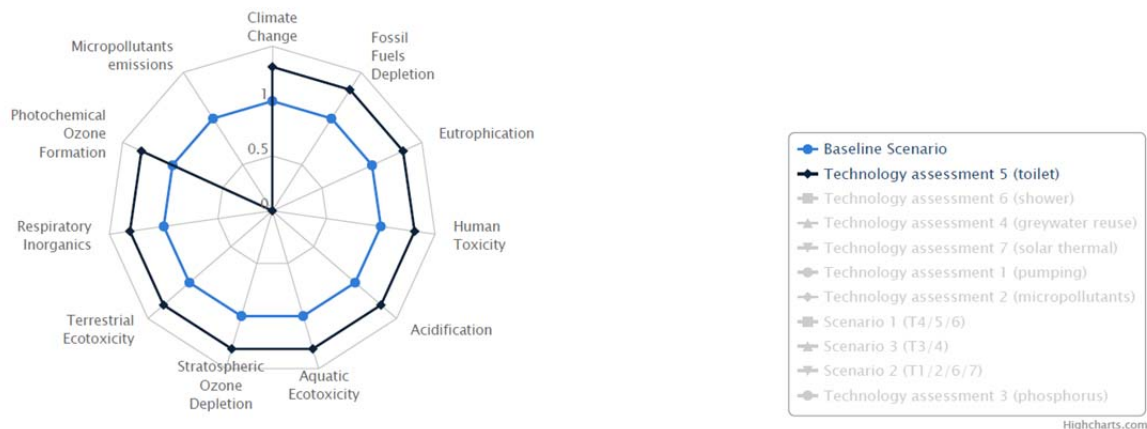 Climate
Change
Fossil
Fuels
Depletion
Eutrophication
Human
Toxicity
Acidification
Aquatic
Ecotoxicity
Stratospheric
Ozone
Depletion
Terrestrial
Ecotoxicity
Respiratory
Inorganics
Photochemical
Ozone
Formation
Micropollutants
emissions
1
0.5
0
Baseline Scenario
Technology assessment 5 (toilet)
Technology assessment 6 (shower)
Technology assessment 4 (greywater reuse)
Technology assessment 7 (solar thermal)
Technology assessment 1 (pumping)
Technology assessment 2 (micropollutants)
Scenario 1 (T4/5/6)
Scenario 3 (T3/4)
Scenario 2 (T1/2/6/7)
Technology assessment 3 (phosphorus)
Highcharts.com